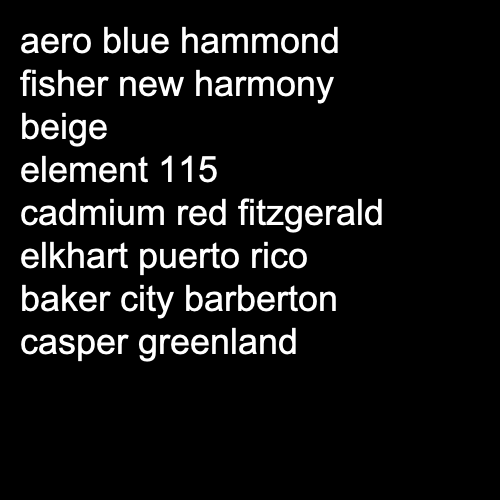 aero blue hammond
fisher new harmony
beige
element 115
cadmium red fitzgerald
elkhart puerto rico
baker city barberton
casper greenland